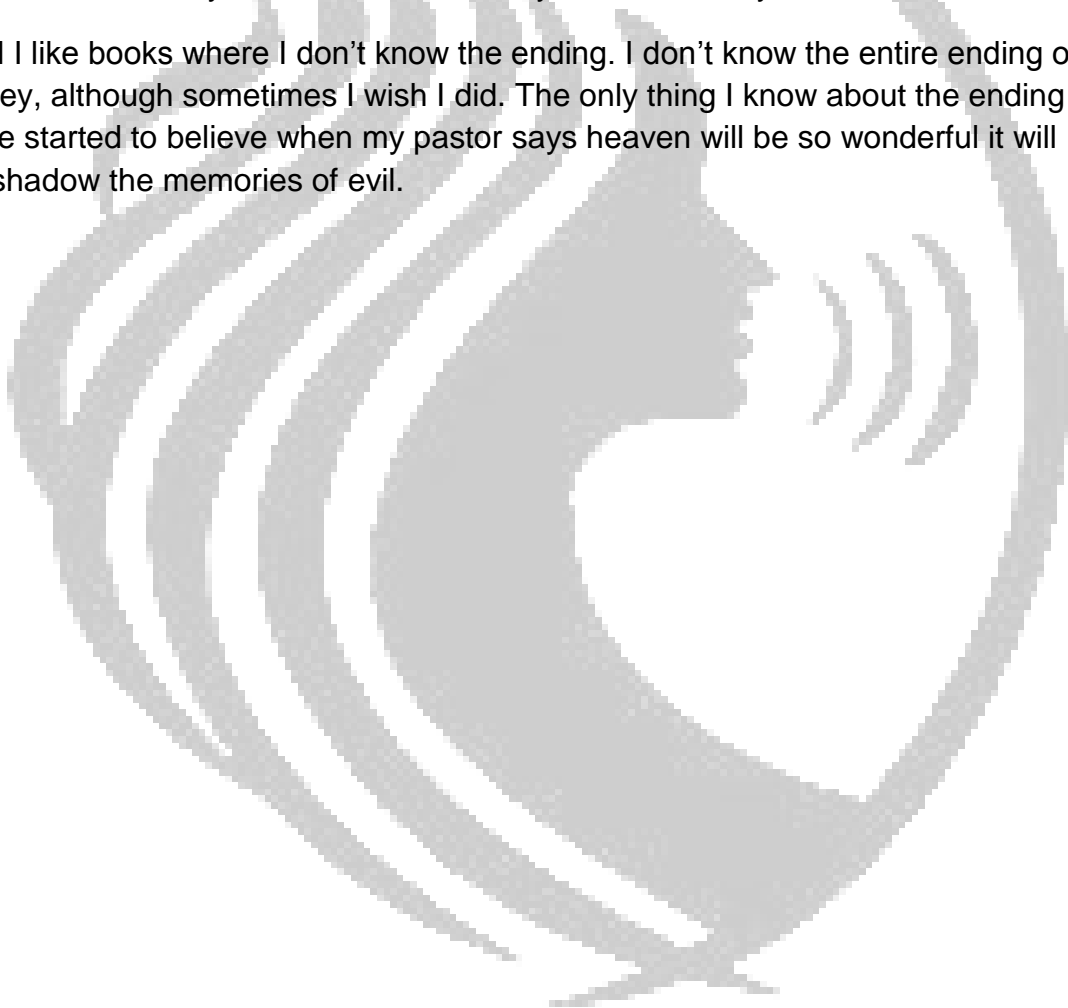 I like books where I don't know the ending. I don't know the entire ending
although sometimes I wish I did. The only thing I know about the ending
started to believe when my pastor says heaven will be so wonderful it will
the memories of evil.